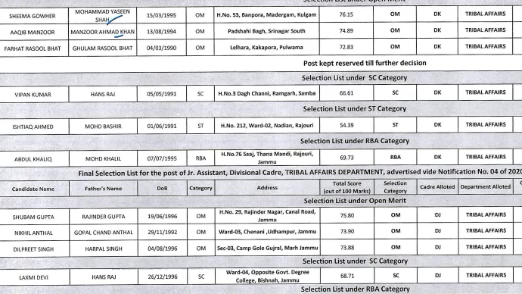 SHEEMA GOWHER MOHAMMAD YASEEN SHAH 15/03/1995 OM H.No. 55, Banpora, Madergam, Kulgam 76.15 OM DK TRIBAL AFFAIRS
AAQIB MANZOOR MANZOOR AHMAD KHAN 13/08/1994 OM Padshahi Bagh, Srinagar South 74.89 OM DK TRIBAL AFFAIRS
FARHAT RASOOL BHAT GHULAM RASOOL BHAT 04/03/1990 OM Lelhara, Kakapora, Pulwama 72.83 OM DK TRIBAL AFFAIRS
Post kept reserved till further decision
Selection List under SC Category
VIPAN KUMAR HANS RAJ 05/05/1991 SC H.No.3 Dagh Channi, Ramgarh, Samba 66.61 SC DK TRIBAL AFFAIRS
Selection List under ST Category
ISHTIAQ AHMED MOHD BASHIR 01/06/1991 ST H.No. 212, Ward-02, Nadian, Rajouri 54.39 ST DK TRIBAL AFFAIRS
Selection List under RBA Category
ABDUL KHALIQ MOHD KHALIL 07/07/1995 RBA H.No.76 Saaj, Thana Mandi, Rajouri, Jammu 69.73 RBA DK TRIBAL AFFAIRS
Final Selection List for the post of Jr. Assistant, Divisional Cadre, TRIBAL AFFAIRS DEPARTMENT, advertised vide Notification No. 04 of 2020
Candidate Name Father's Name DoB Category Address Total Score (out of 100 Marks) Selection Category Cadre Alloted Department Alloted
Selection List under Open Merit
SHUBAM GUPTA RAJINDER GUPTA 19/06/1996 OM H.No. 29, Rajinder Nagar, Canal Road, Jammu 75.80 OM DJ TRIBAL AFFAIRS
NIKHIL ANTHAL GOPAL CHAND ANTHAL 29/11/1992 OM Ward-05, Chenani, Udhampur, Jammu 73.90 OM DJ TRIBAL AFFAIRS
DILPREET SINGH HARPAL SINGH 04/08/1996 OM Sec-03, Camp Gole Gujral, Marh Jammu 73.88 OM DJ TRIBAL AFFAIRS
Selection List under SC Category
LAXMI DEVI HANS RAJ 26/12/1996 SC Ward-04, Opposite Govt. Degree College, Bishnah, Jammu 68.71 SC DJ TRIBAL AFFAIRS
Selection List under RBA Category